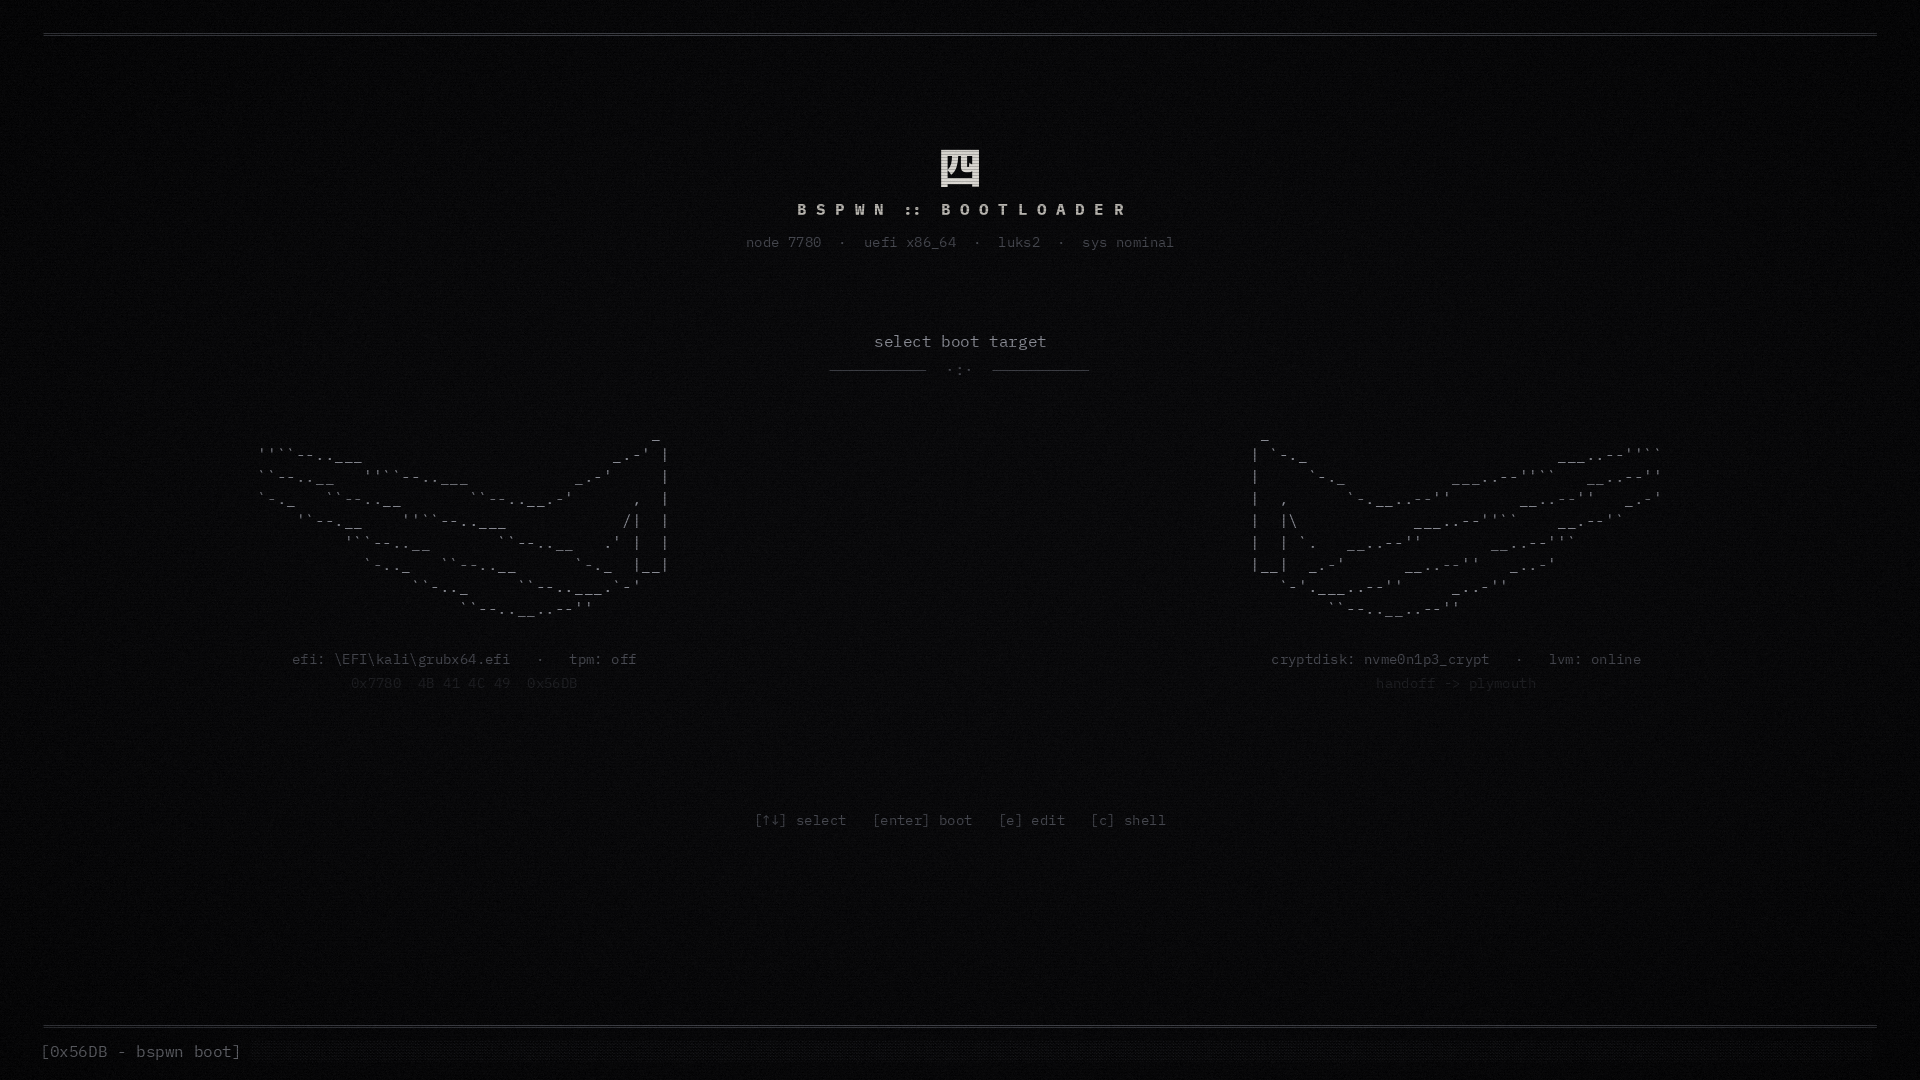 四
BSPWN :: BOOTLOADER
node 7780 · uefi x86_64 · luks2 · sys nominal
select boot target
efi: \EFI\kali\grubx64.efi · tpm: off
0x7780 4B 41 4C 49 0x56DB
cryptdisk: nvme0n1p3_crypt · lvm: online
handoff -> plymouth
[↑↓] select [enter] boot [e] edit [c] shell
[0x56DB - bspwn boot]